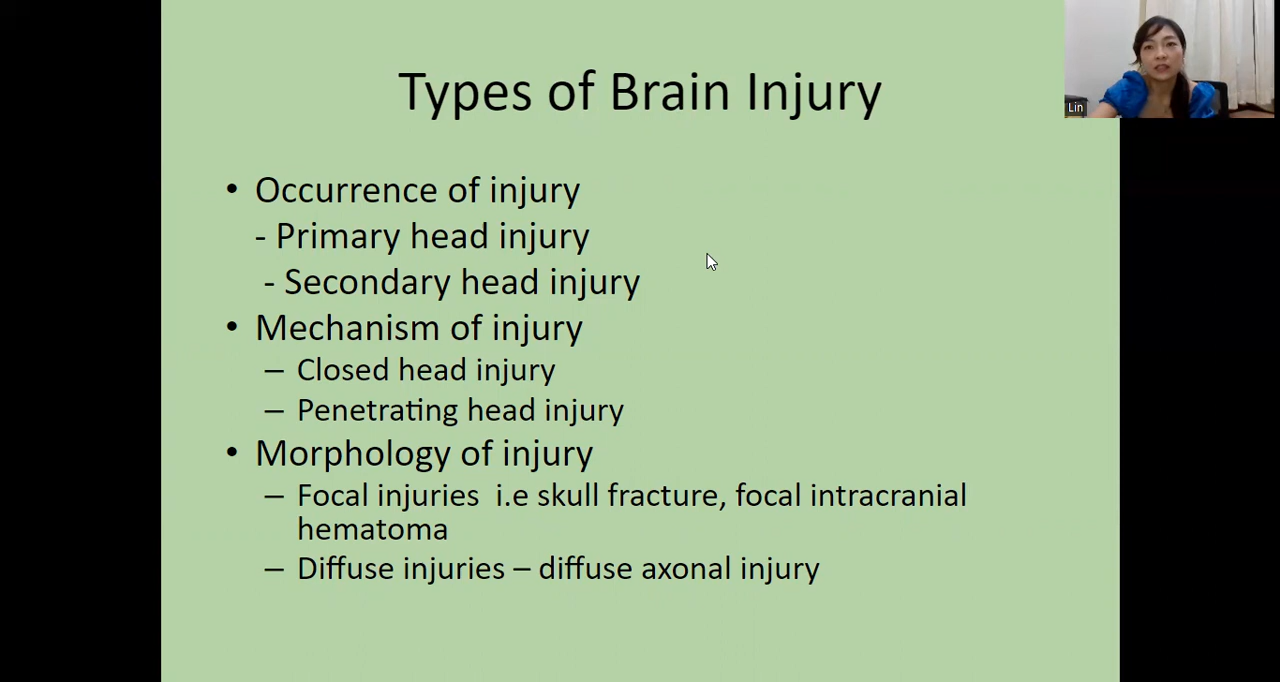 Types of Brain Injury
Lin
• Occurrence of injury
- Primary head injury
- Secondary head injury
• Mechanism of injury
– Closed head injury
– Penetrating head injury
• Morphology of injury
– Focal injuries  i.e skull fracture, focal intracranial
hematoma
– Diffuse injuries – diffuse axonal injury